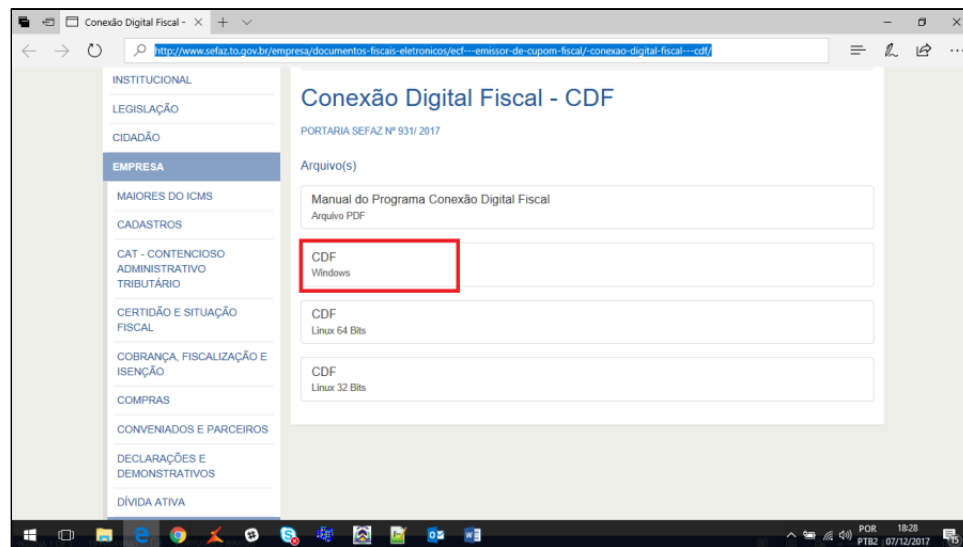 Conexão Digital Fiscal -
http://www.sefaz.to.gov.br/empresa/documentos-fiscais-eletronicos/ecf---emissor-de-cupom-fiscal/-conexao-digital-fiscal---cdf/
INSTITUCIONAL
LEGISLAÇÃO
CIDADÃO
EMPRESA
MAIORES DO ICMS
CADASTROS
CAT - CONTENCIOSO
ADMINISTRATIVO
TRIBUTÁRIO
CERTIDÃO E SITUAÇÃO
FISCAL
COBRANÇA, FISCALIZAÇÃO E
ISENÇÃO
COMPRAS
CONVENIADOS E PARCEIROS
DECLARAÇÕES E
DEMONSTRATIVOS
DÍVIDA ATIVA
Conexão Digital Fiscal - CDF
PORTARIA SEFAZ Nº 931/ 2017
Arquivo(s)
Manual do Programa Conexão Digital Fiscal
Arquivo PDF
CDF
Windows
CDF
Linux 64 Bits
CDF
Linux 32 Bits
POR
PTB2
18:28
07/12/2017
15